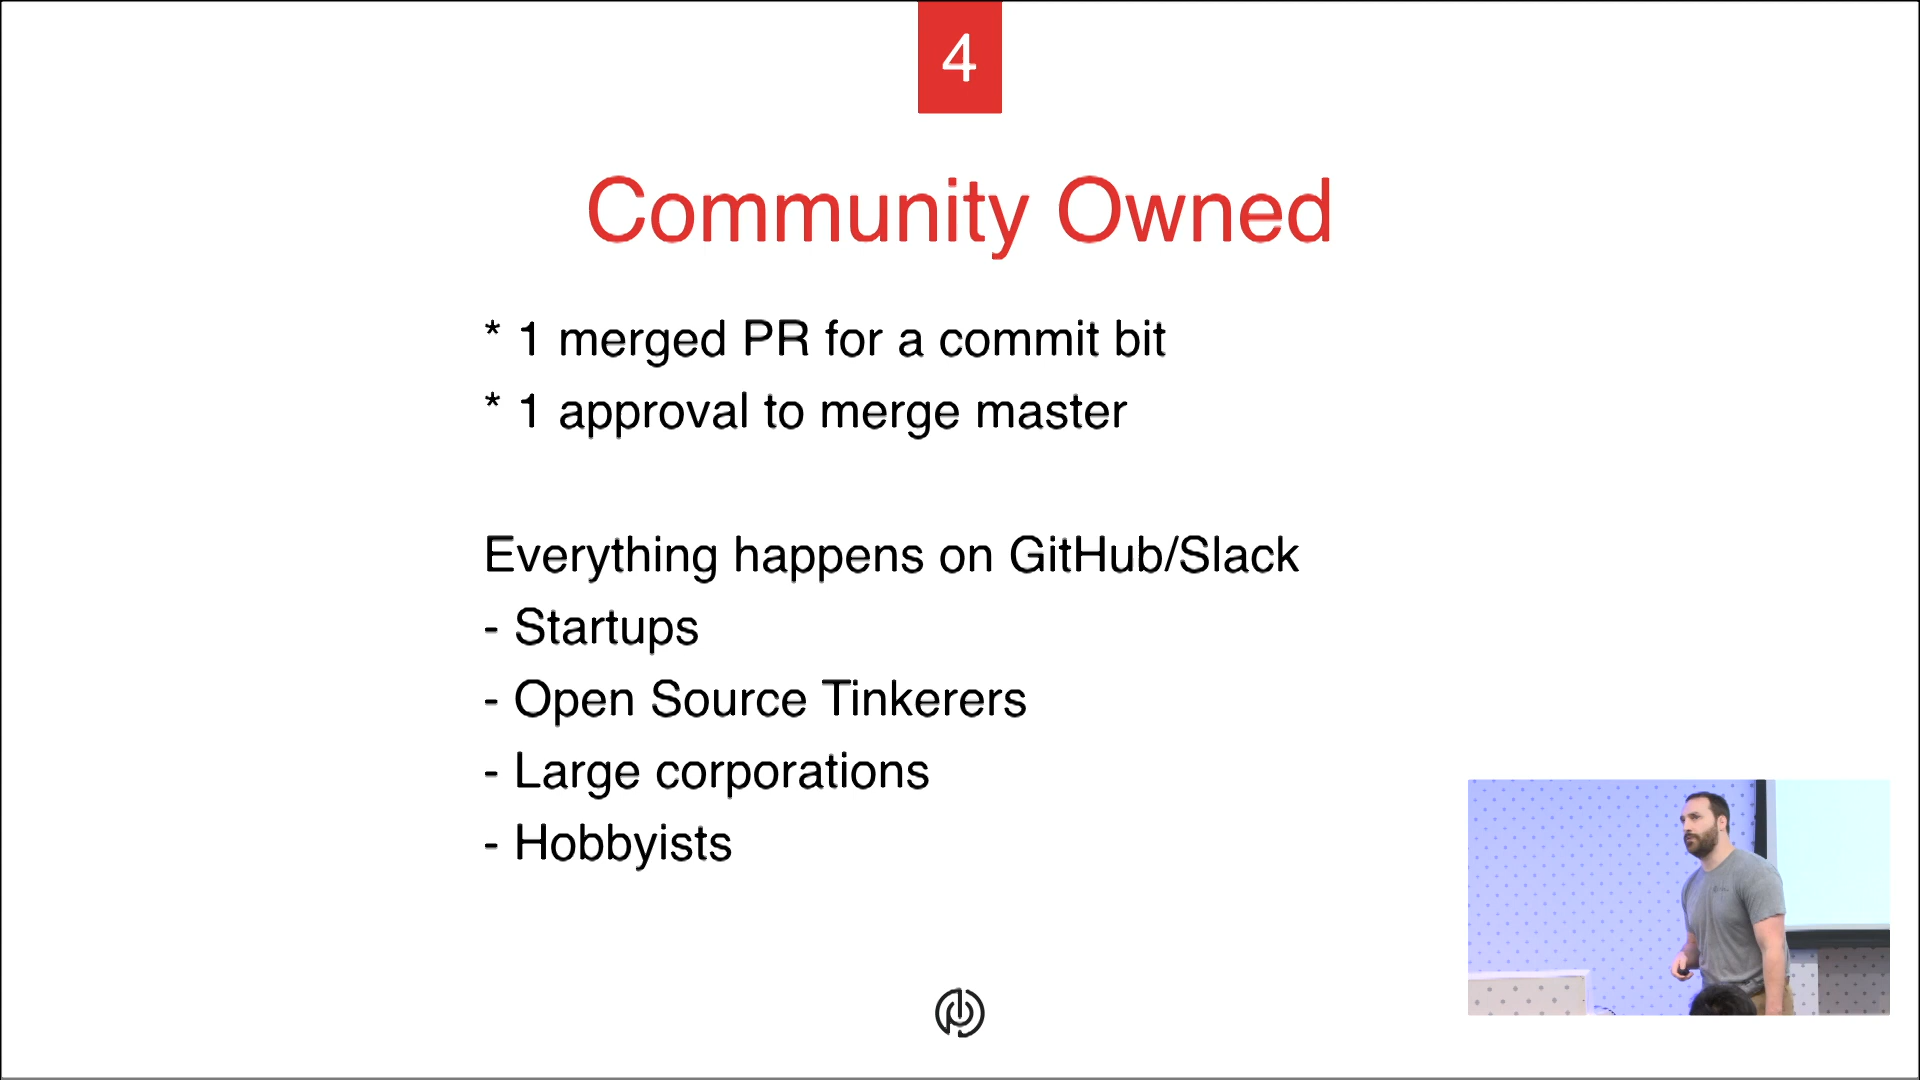 4
Community Owned
* 1 merged PR for a commit bit
* 1 approval to merge master
Everything happens on GitHub/Slack
- Startups
- Open Source Tinkerers
- Large corporations
- Hobbyists